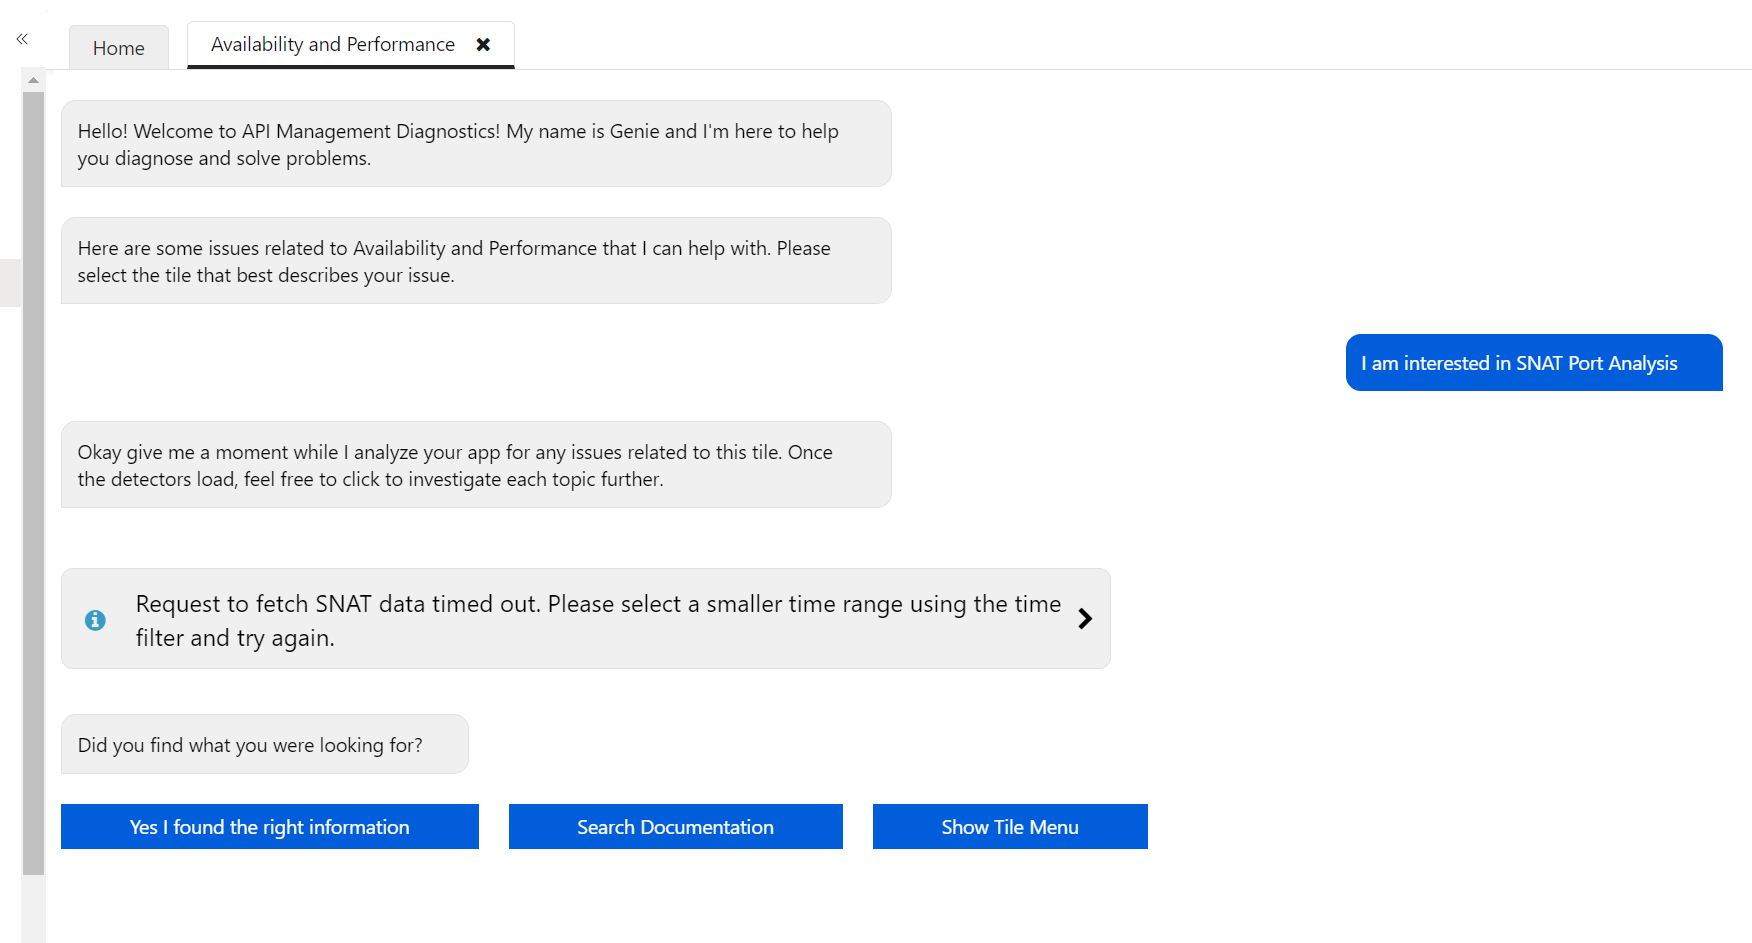 Home
Availability and Performance
Hello! Welcome to API Management Diagnostics! My name is Genie and I'm here to help
you diagnose and solve problems.
Here are some issues related to Availability and Performance that I can help with. Please
select the tile that best describes your issue.
I am interested in SNAT Port Analysis
Okay give me a moment while I analyze your app for any issues related to this tile. Once
the detectors load, feel free to click to investigate each topic further.
Request to fetch SNAT data timed out. Please select a smaller time range using the time
filter and try again.
Did you find what you were looking for?
Yes I found the right information
Search Documentation
Show Tile Menu